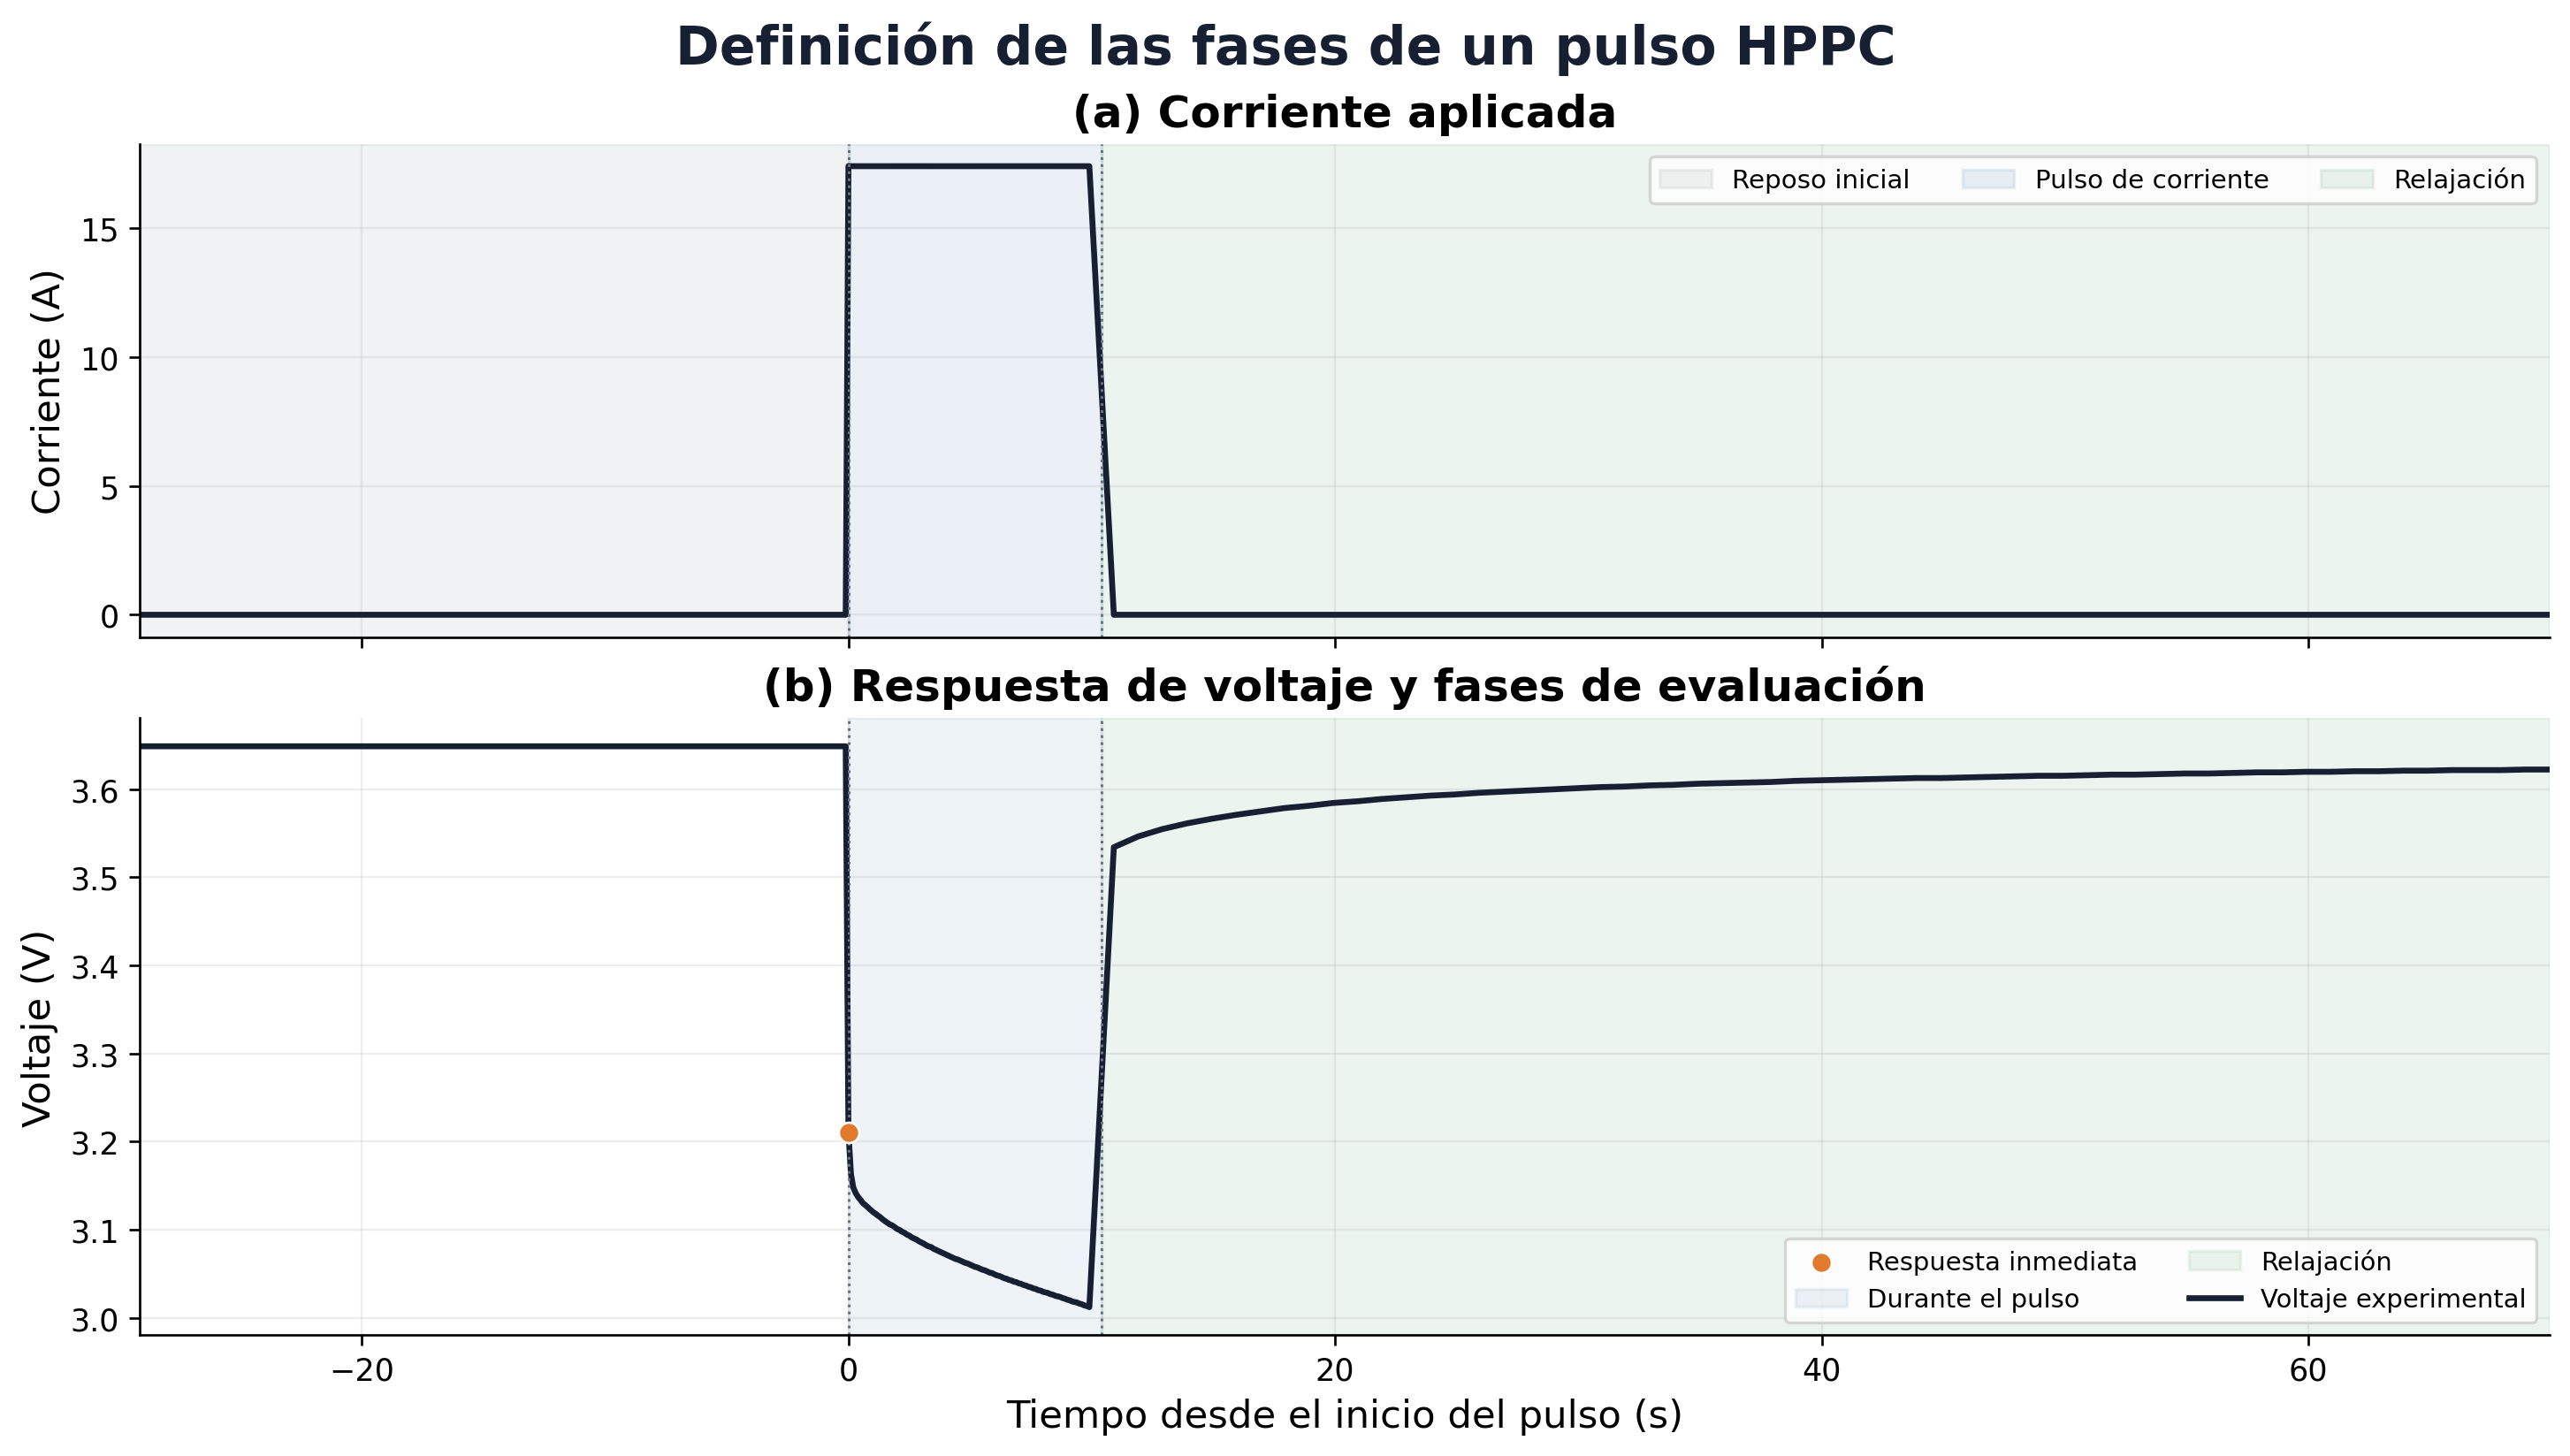 Definición de las fases de un pulso HPPC
(a) Corriente aplicada
Reposo inicial Pulso de corriente Relajación
Corriente (A)
15
10
5
0
(b) Respuesta de voltaje y fases de evaluación
Voltaje (V)
3.6
3.5
3.4
3.3
3.2
3.1
3.0
Respuesta inmediata Relajación
Durante el pulso Voltaje experimental
−20 0 20 40 60
Tiempo desde el inicio del pulso (s)